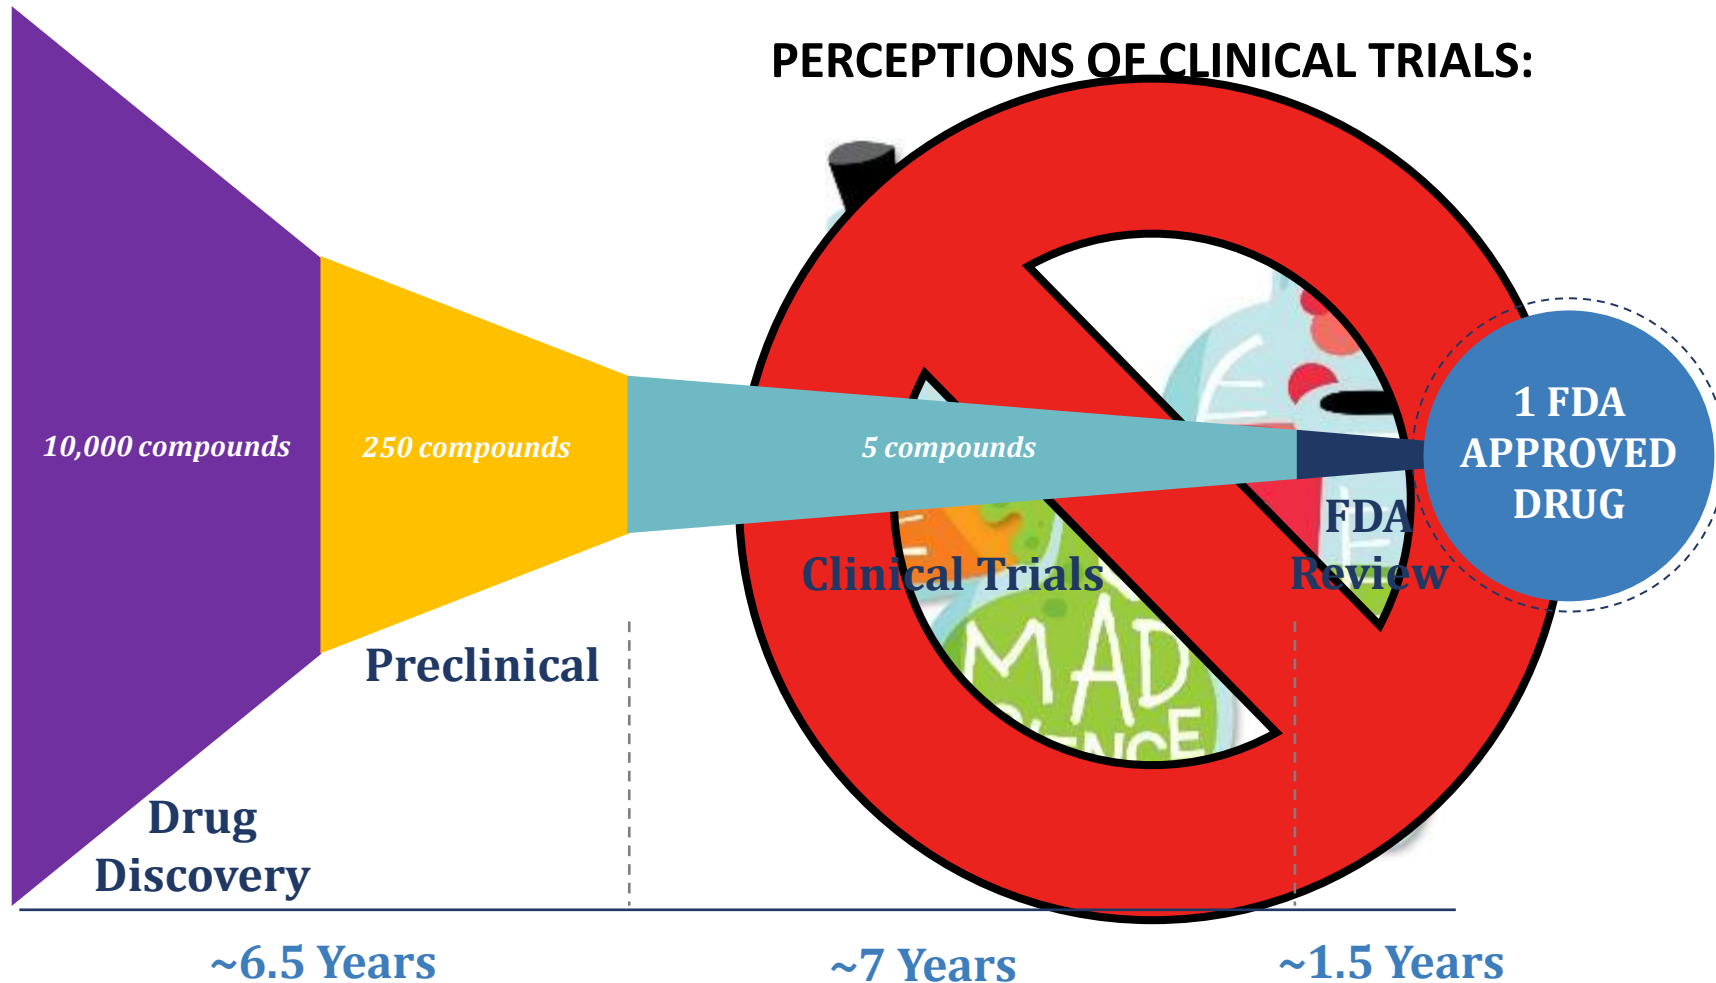 PERCEPTIONS OF CLINICAL TRIALS:
10,000 compounds
250 compounds
5 compounds
1 FDA
APPROVED
DRUG
FDA
Review
Clinical Trials
Preclinical
MAD
Drug
Discovery
~6.5 Years
~7 Years
~1.5 Years